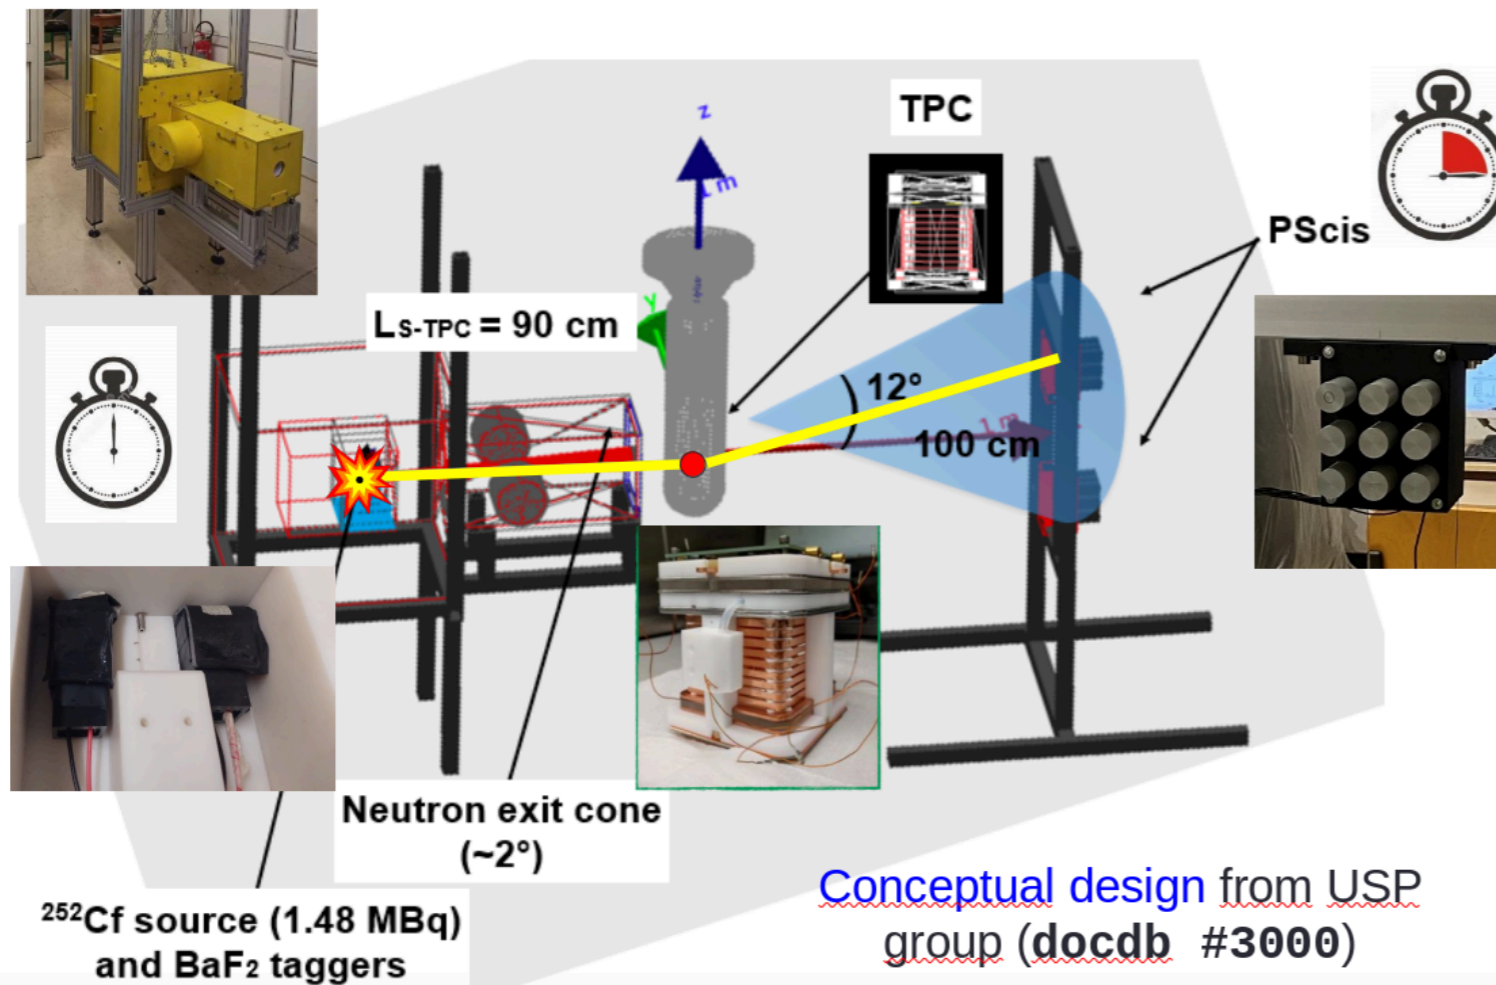 z
1 m
TPC
PScis
LS-TPC = 90 cm
Y
12°
1 m
100 cm
Neutron exit cone
(~2°)
²⁵²Cf source (1.48 MBq)
and BaF₂ taggers
Conceptual design from USP
group (docdb #3000)